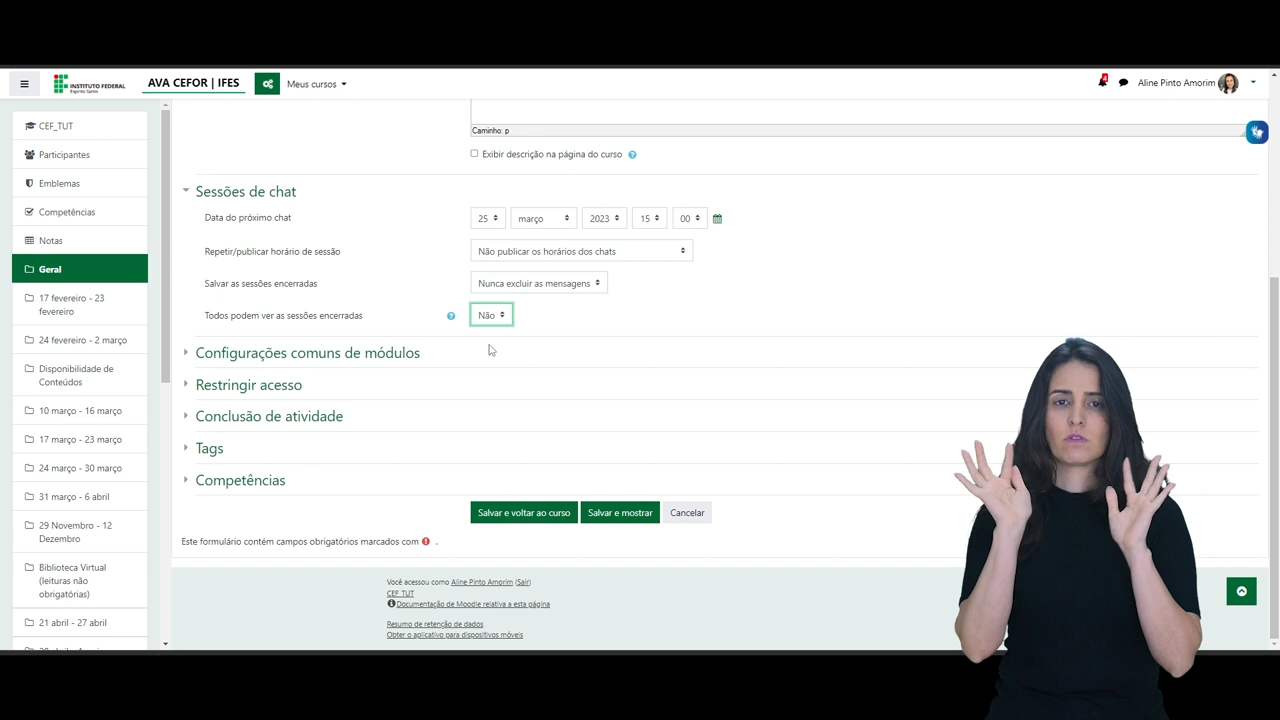 INSTITUTO FEDERAL
Espírito Santo
AVA CEFOR | IFES
Meus cursos
Aline Pinto Amorim
CEF_TUT
Participantes
Emblemas
Competências
Notas
Geral
17 fevereiro - 23
fevereiro
24 fevereiro - 2 março
Disponibilidade de
Conteúdos
10 março - 16 março
17 março - 23 março
24 março - 30 março
31 março - 6 abril
29 Novembro - 12
Dezembro
Biblioteca Virtual
(leituras não
obrigatórias)
21 abril - 27 abril
Caminho: p
Exibir descrição na página do curso
Sessões de chat
Data do próximo chat 25 março 2023 15 00
Repetir/publicar horário de sessão Não publicar os horários dos chats
Salvar as sessões encerradas Nunca excluir as mensagens
Todos podem ver as sessões encerradas Não
Configurações comuns de módulos
Restringir acesso
Conclusão de atividade
Tags
Competências
Salvar e voltar ao curso Salvar e mostrar Cancelar
Este formulário contém campos obrigatórios marcados com .
Você acessou como Aline Pinto Amorim (Sair)
CEF_TUT
Documentação de Moodle relativa a esta página
Resumo de retenção de dados
Obter o aplicativo para dispositivos móveis